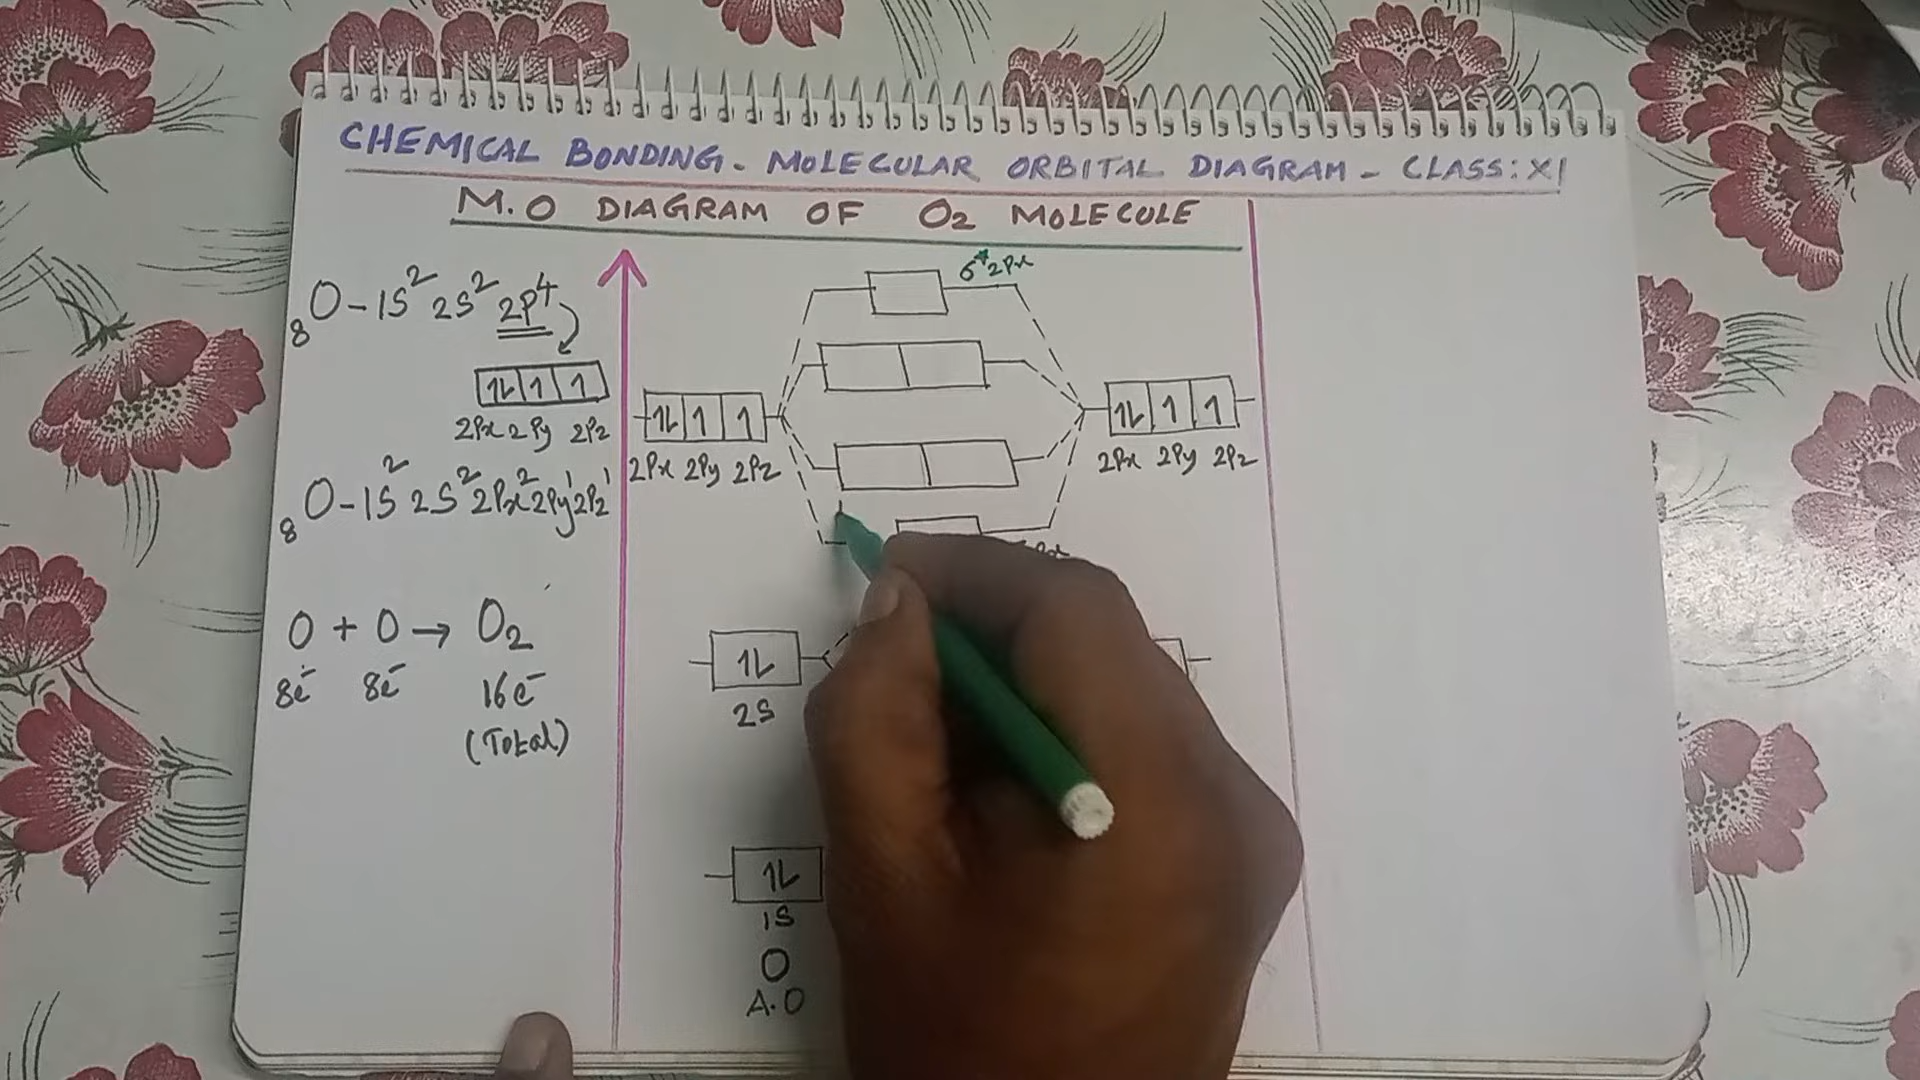 CHEMICAL BONDING - MOLECULAR ORBITAL DIAGRAM - CLASS: XI
M.O DIAGRAM OF O₂ MOLECULE
₈O - 1S² 2S² 2P⁴
1L 1 1
2Px 2Py 2Pz
₈O - 1S² 2S² 2Px² 2Py¹ 2Pz¹
O + O → O₂
8e⁻ 8e⁻ 16e⁻
(Total)
σ*2Px
1L 1 1
2Px 2Py 2Pz
1L 1 1
2Px 2Py 2Pz
1L
2S
1L
1S
O
A.O